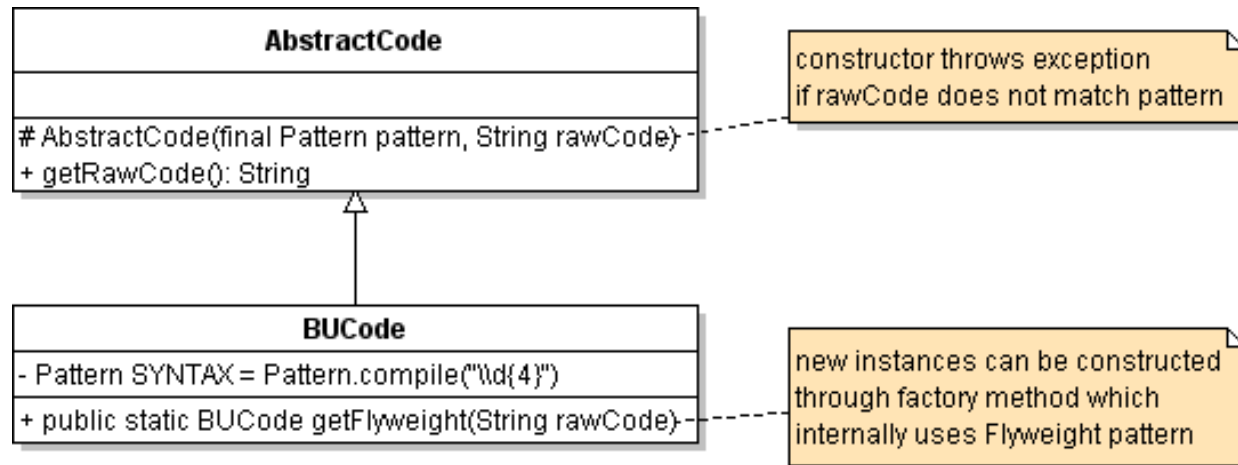 AbstractCode
# AbstractCode(final Pattern pattern, String rawCode)
+ getRawCode(): String
constructor throws exception
if rawCode does not match pattern
BUCode
- Pattern SYNTAX = Pattern.compile("\\d{4}")
+ public static BUCode getFlyweight(String rawCode)
new instances can be constructed
through factory method which
internally uses Flyweight pattern